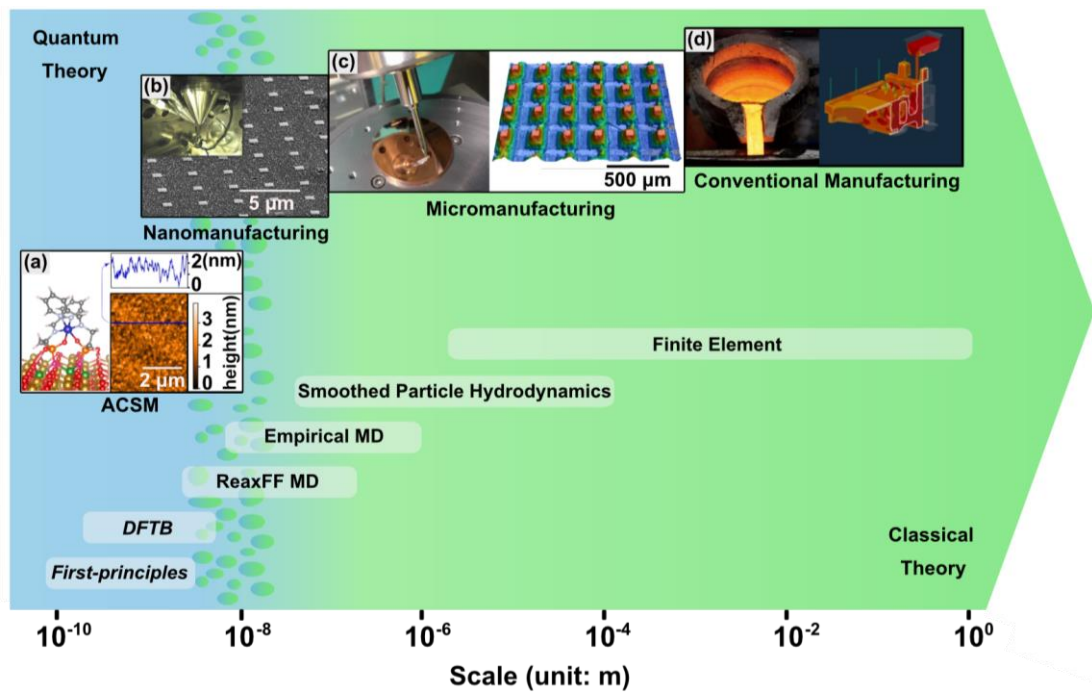 Quantum
Theory
(a)
2(nm)
0
3
2
1
0
height(nm)
2 μm
ACSM
(b)
5 μm
Nanomanufacturing
(c)
500 μm
Micromanufacturing
(d)
Conventional Manufacturing
Finite Element
Smoothed Particle Hydrodynamics
Empirical MD
ReaxFF MD
DFTB
First-principles
Classical
Theory
10⁻¹⁰ 10⁻⁸ 10⁻⁶ 10⁻⁴ 10⁻² 10⁰
Scale (unit: m)